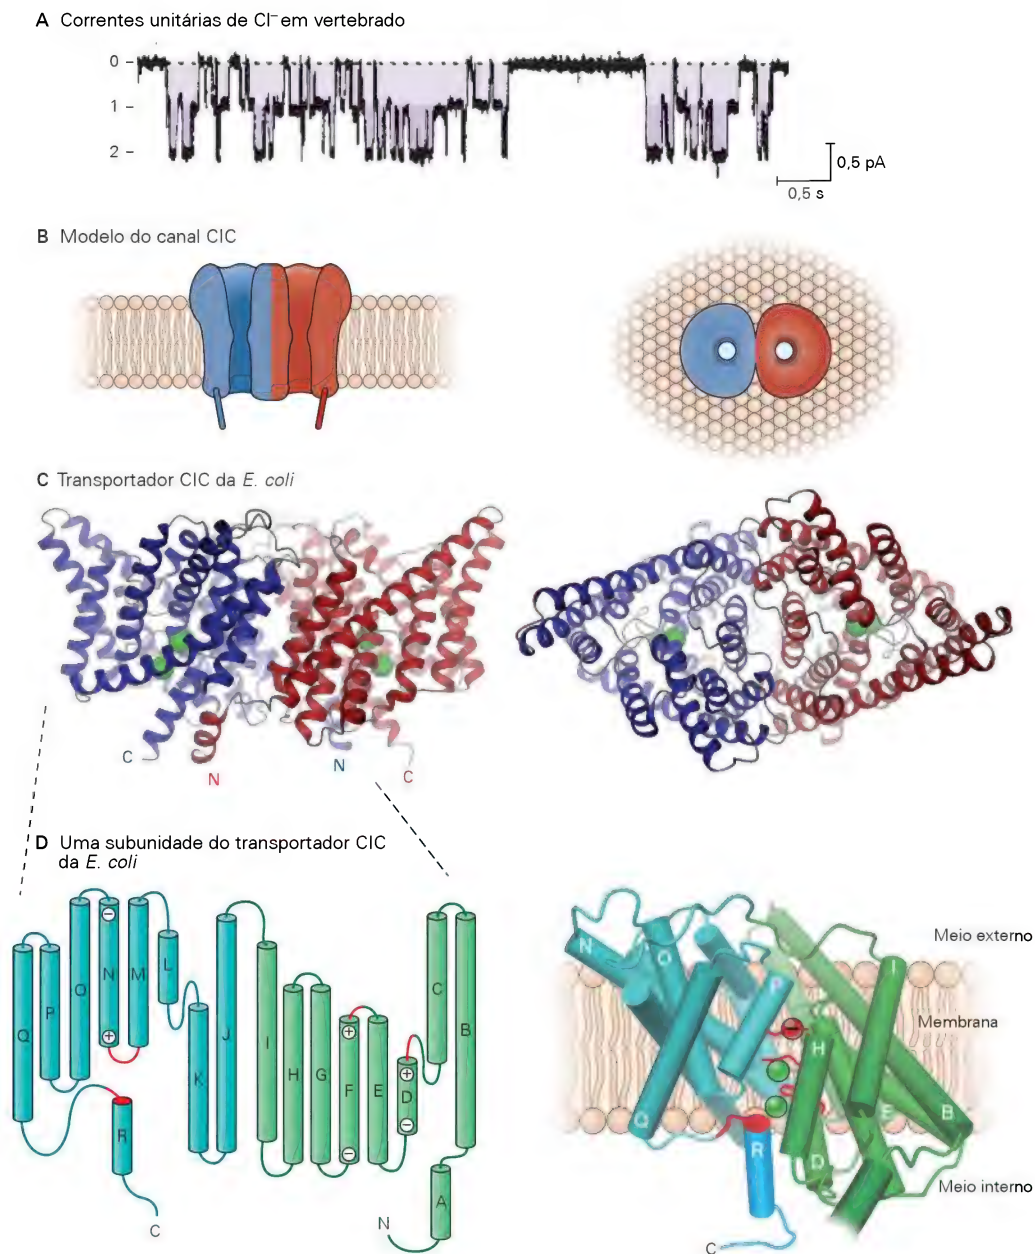 A Correntes unitárias de Cl⁻ em vertebrado
0
1
2
0,5 pA
0,5 s
B Modelo do canal ClC
C Transportador ClC da E. coli
C
N
N
C
D Uma subunidade do transportador ClC
da E. coli
Q
P
O
N
M
L
K
J
I
H
G
F
E
D
C
B
A
R
−
+
+
−
+
−
C
N
N
O
P
I
H
Q
R
D
E
B
C
−
Meio externo
Membrana
Meio interno